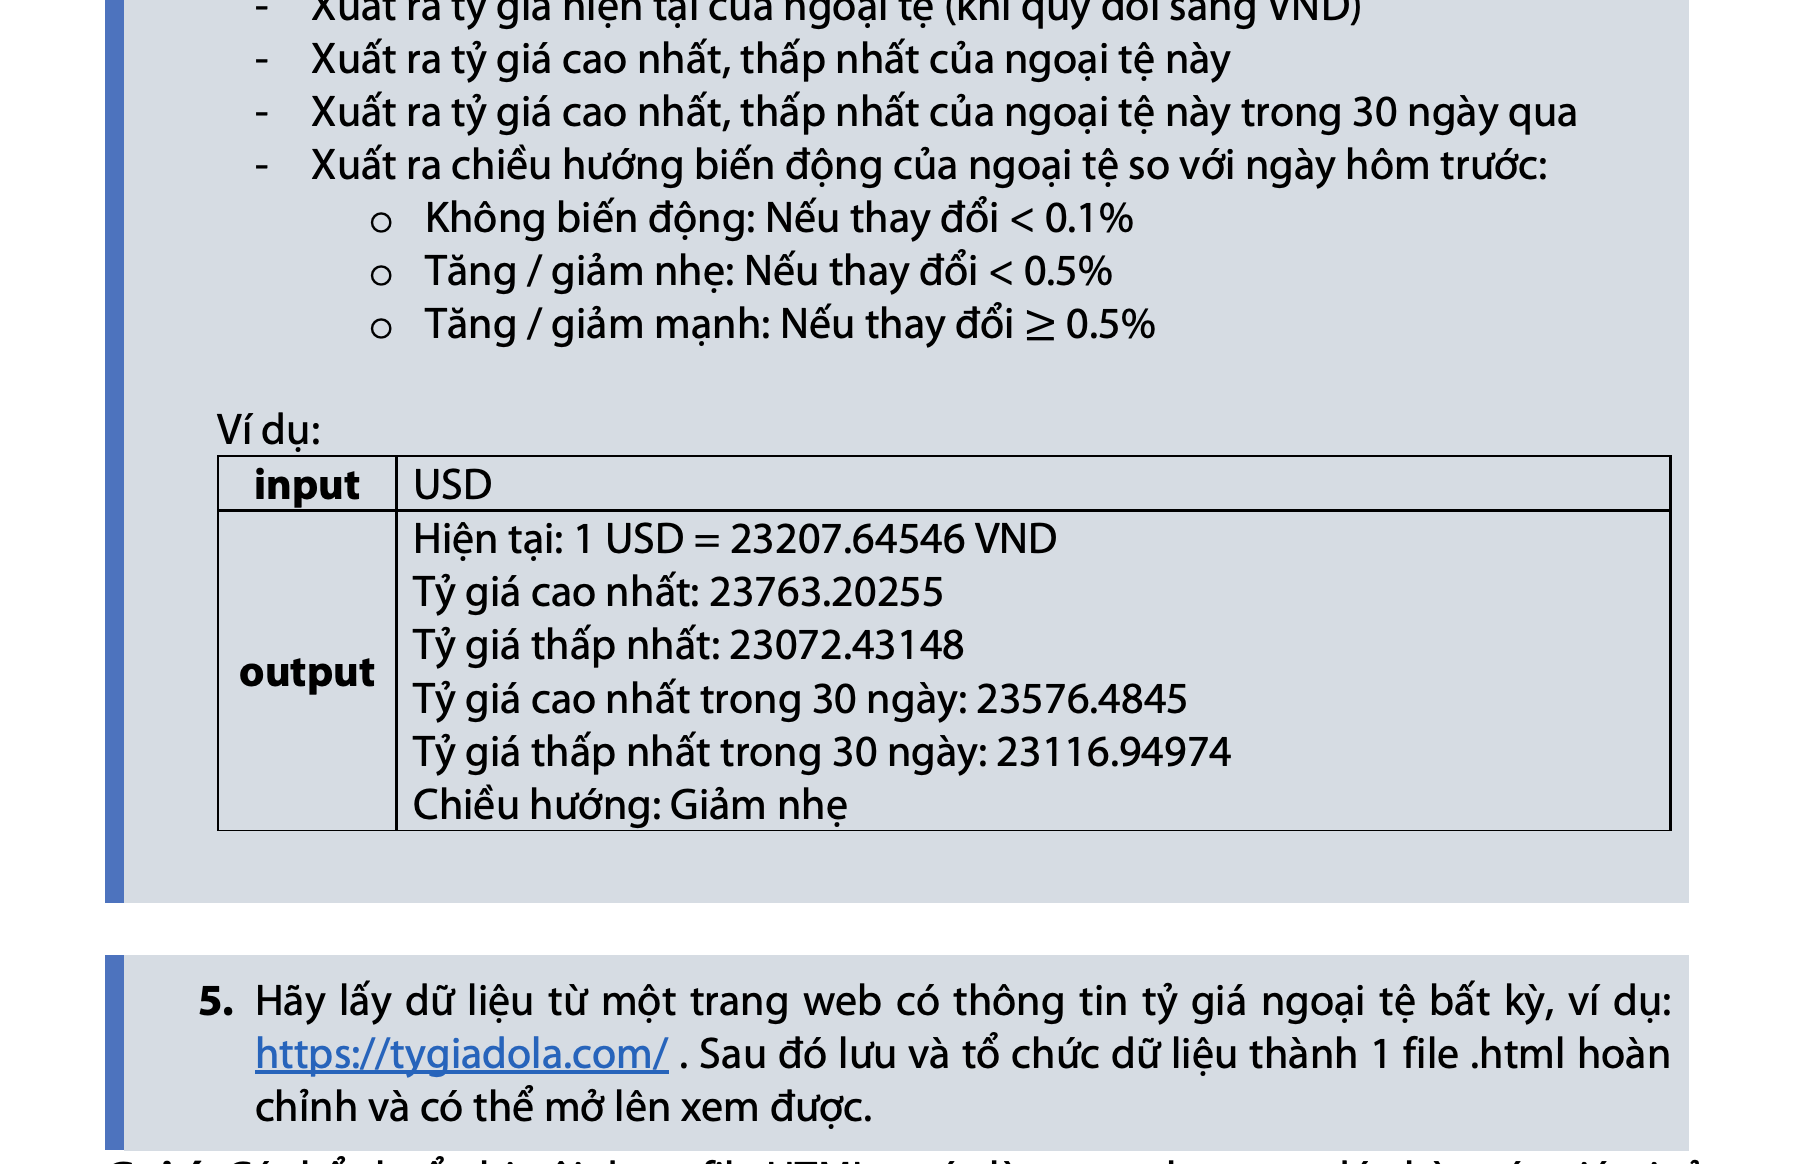 - Xuất ra tỷ giá hiện tại của ngoại tệ (khi quy đổi sang VND)
- Xuất ra tỷ giá cao nhất, thấp nhất của ngoại tệ này
- Xuất ra tỷ giá cao nhất, thấp nhất của ngoại tệ này trong 30 ngày qua
- Xuất ra chiều hướng biến động của ngoại tệ so với ngày hôm trước:
o Không biến động: Nếu thay đổi < 0.1%
o Tăng / giảm nhẹ: Nếu thay đổi < 0.5%
o Tăng / giảm mạnh: Nếu thay đổi ≥ 0.5%
Ví dụ:
input USD
output
Hiện tại: 1 USD = 23207.64546 VND
Tỷ giá cao nhất: 23763.20255
Tỷ giá thấp nhất: 23072.43148
Tỷ giá cao nhất trong 30 ngày: 23576.4845
Tỷ giá thấp nhất trong 30 ngày: 23116.94974
Chiều hướng: Giảm nhẹ
5. Hãy lấy dữ liệu từ một trang web có thông tin tỷ giá ngoại tệ bất kỳ, ví dụ:
https://tygiadola.com/ . Sau đó lưu và tổ chức dữ liệu thành 1 file .html hoàn
chỉnh và có thể mở lên xem được.